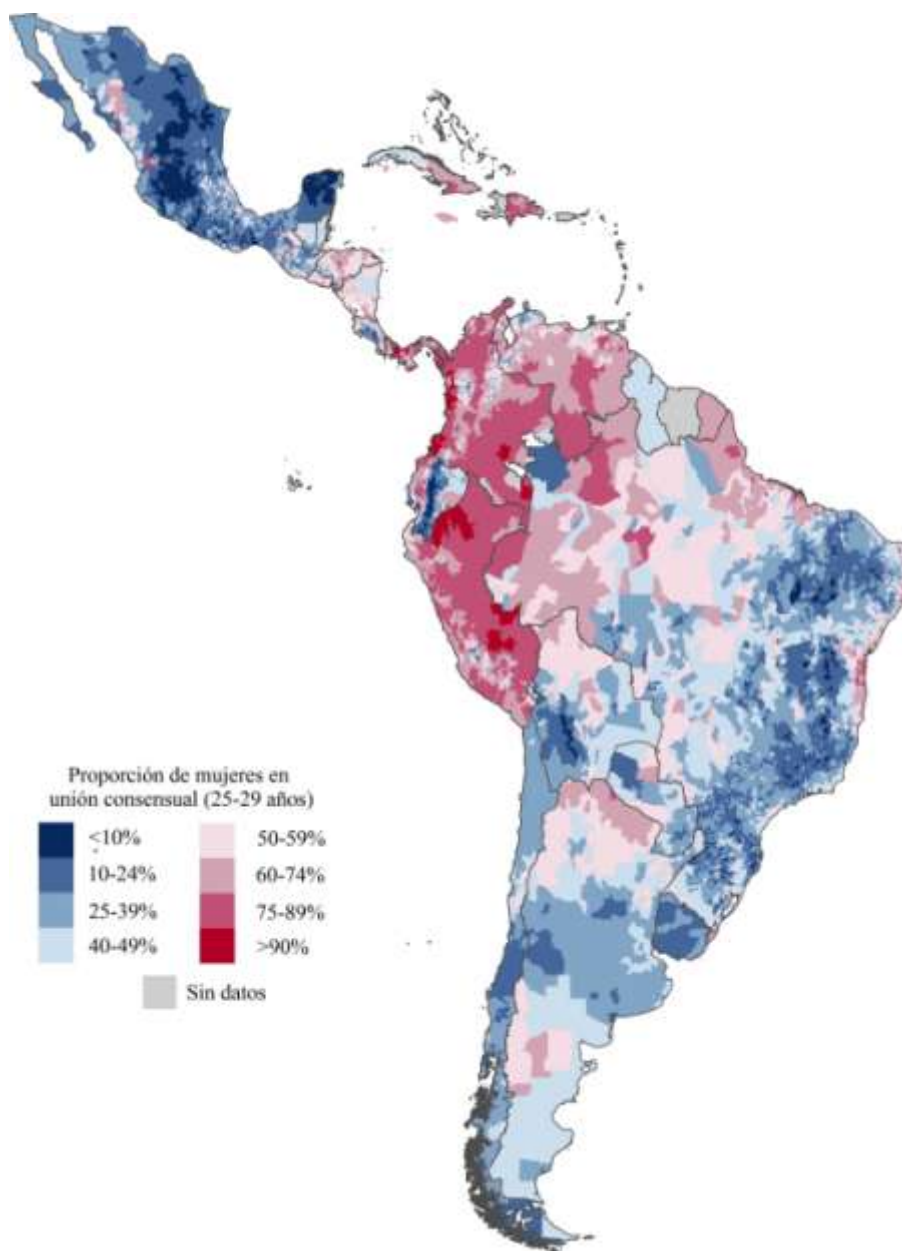 Proporción de mujeres en
unión consensual (25-29 años)
<10%
10-24%
25-39%
40-49%
50-59%
60-74%
75-89%
>90%
Sin datos